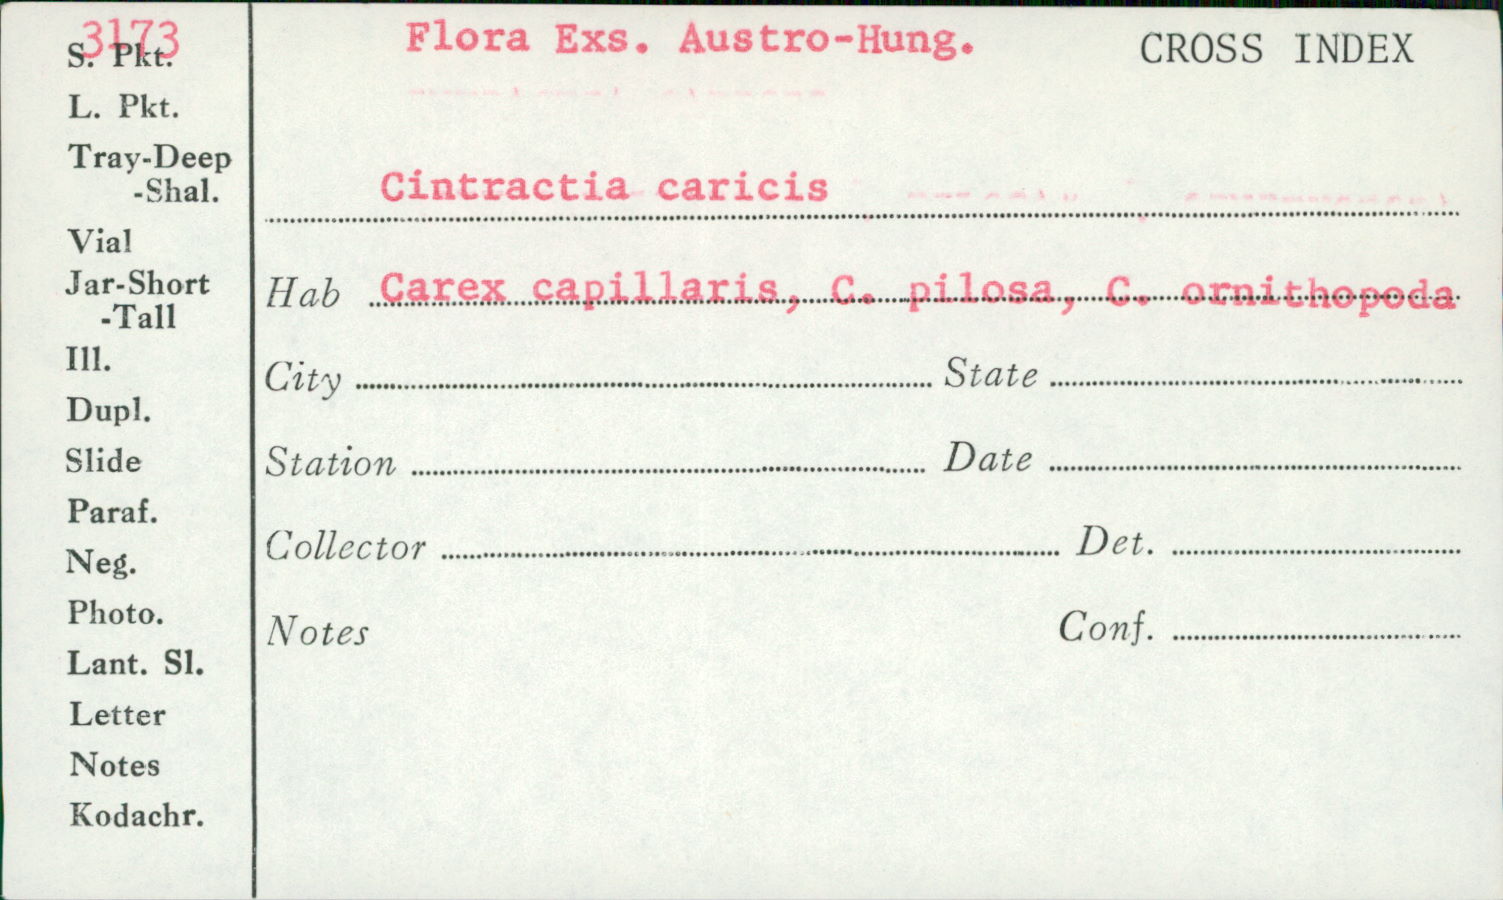 3173 Flora Exs. Austro-Hung. CROSS INDEX
S. Pkt.
L. Pkt.
Tray-Deep
-Shal.
Cintractia caricis
Vial
Jar-Short
-Tall
Hab Carex capillaris, C. pilosa, C. ornithopoda
Ill.
City State
Dupl.
Slide
Station Date
Paraf.
Neg.
Collector Det.
Photo.
Notes Conf.
Lant. Sl.
Letter
Notes
Kodachr.